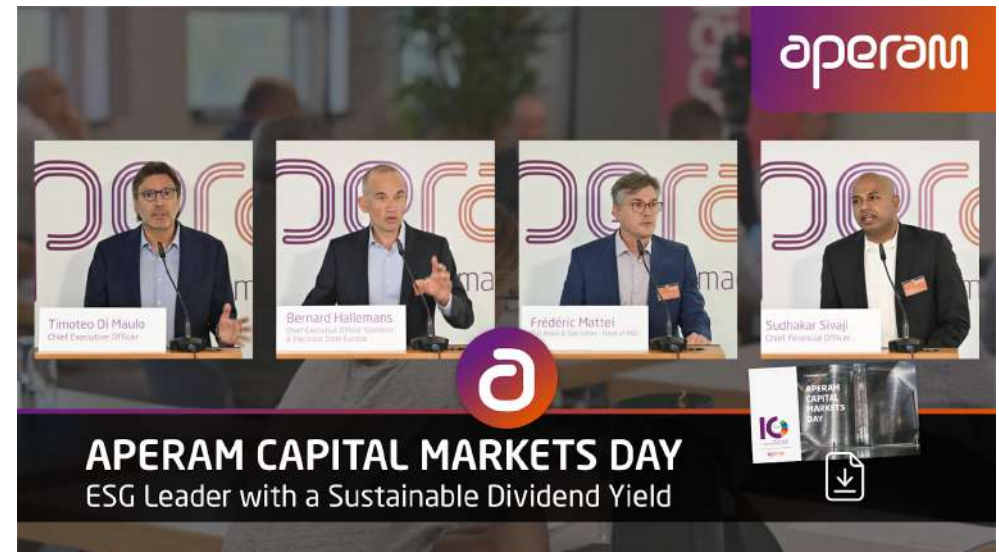 aperam
Timoteo Di Maulo
Chief Executive Officer
Bernard Hallemans
Chief Executive Officer Stainless
& Electrical Steel Europe
Frédéric Mattei
Sudhakar Sivaji
Chief Financial Officer
APERAM
CAPITAL
MARKETS
DAY
10
APERAM CAPITAL MARKETS DAY
ESG Leader with a Sustainable Dividend Yield